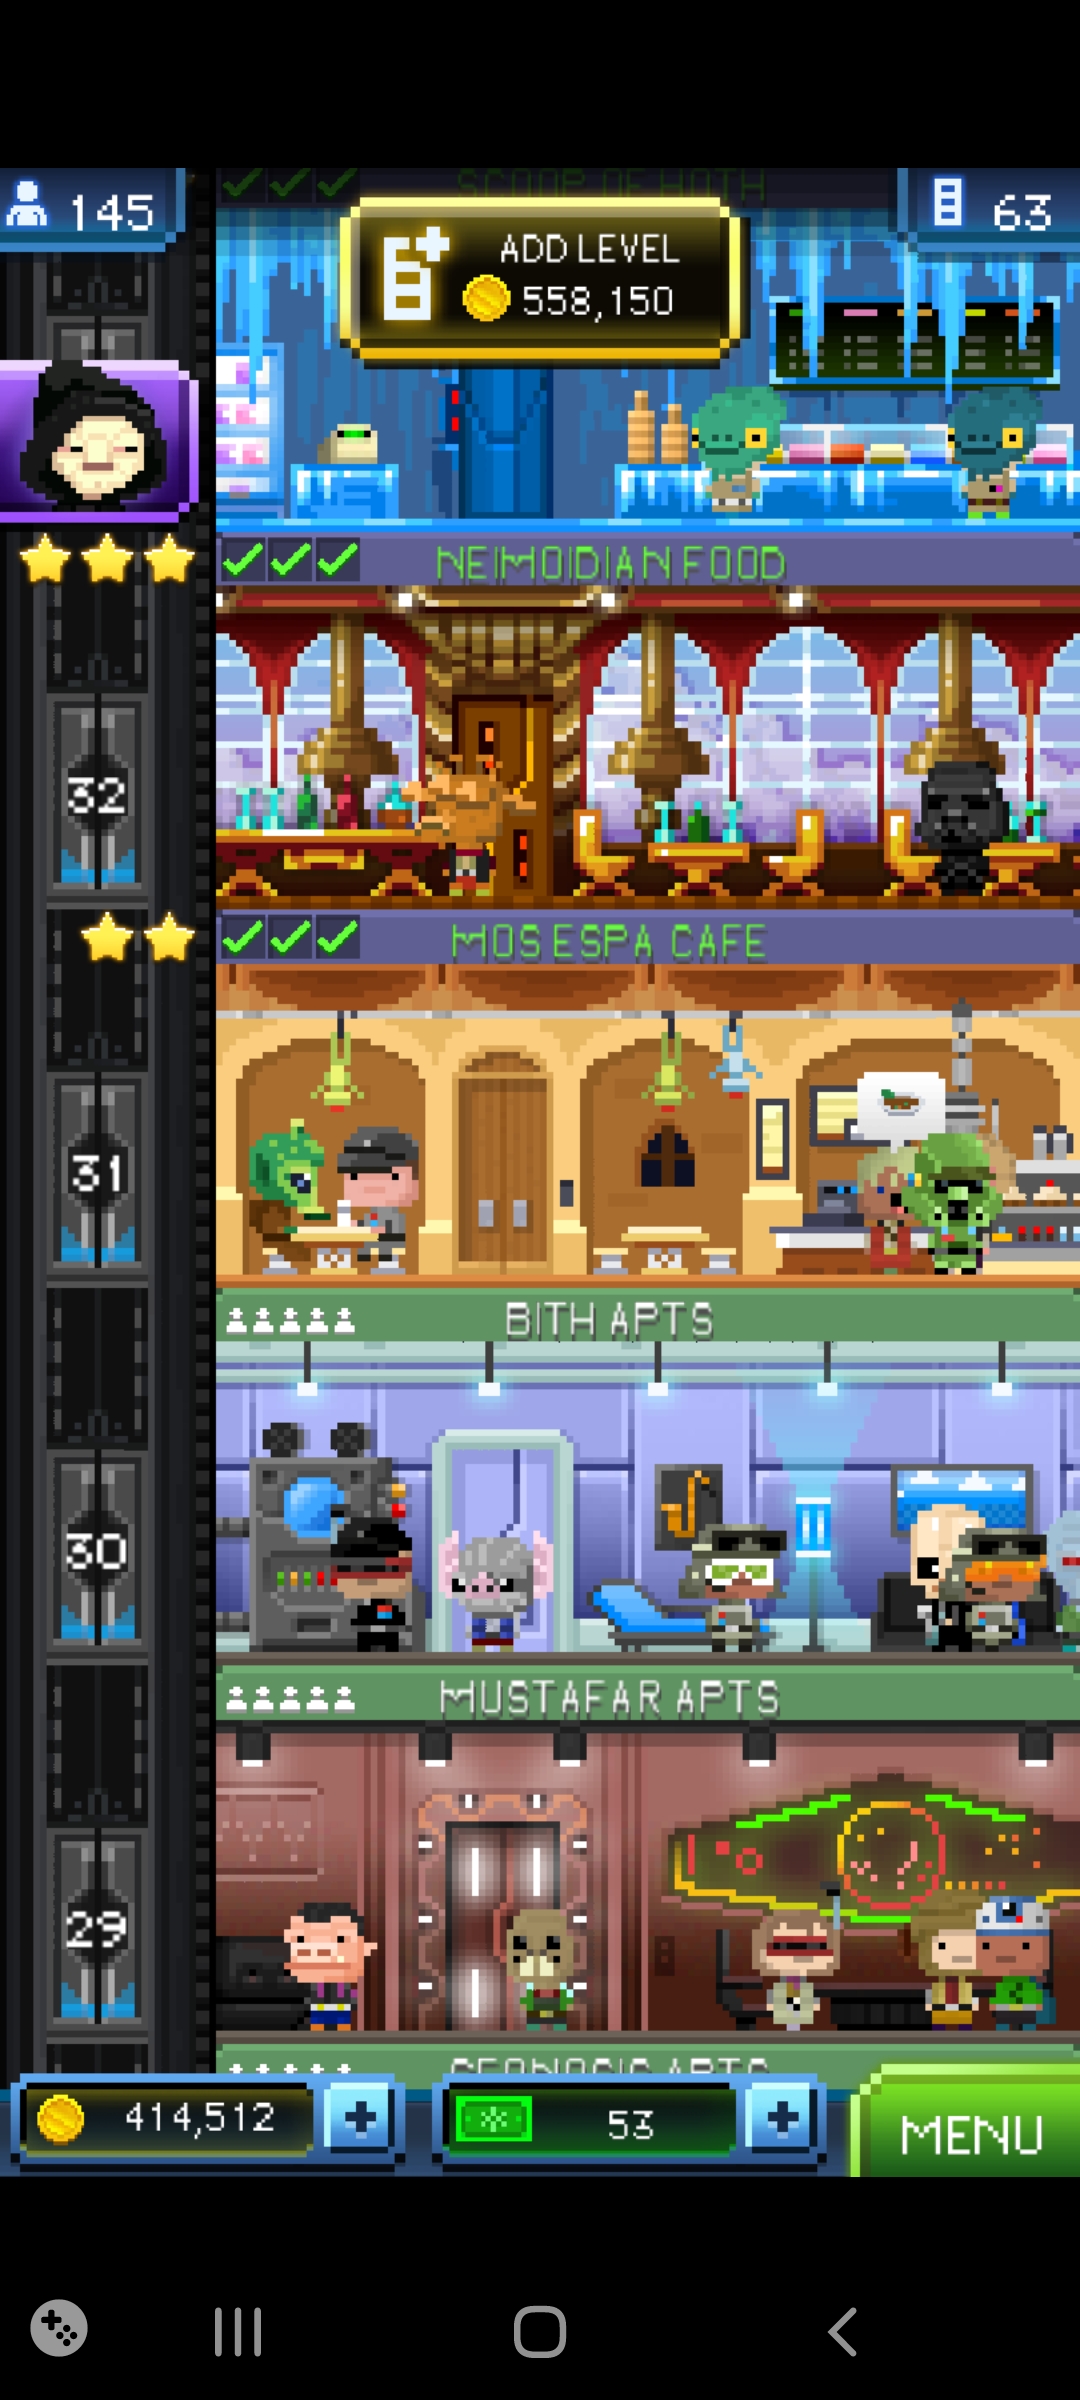 145
SCOOP OF HOTH
63
ADD LEVEL
558,150
NEIMOIDIAN FOOD
32
MOS ESPA CAFE
31
BITH APTS
30
MUSTAFAR APTS
29
GEONOSIS APTS
414,512
+
53
+
MENU